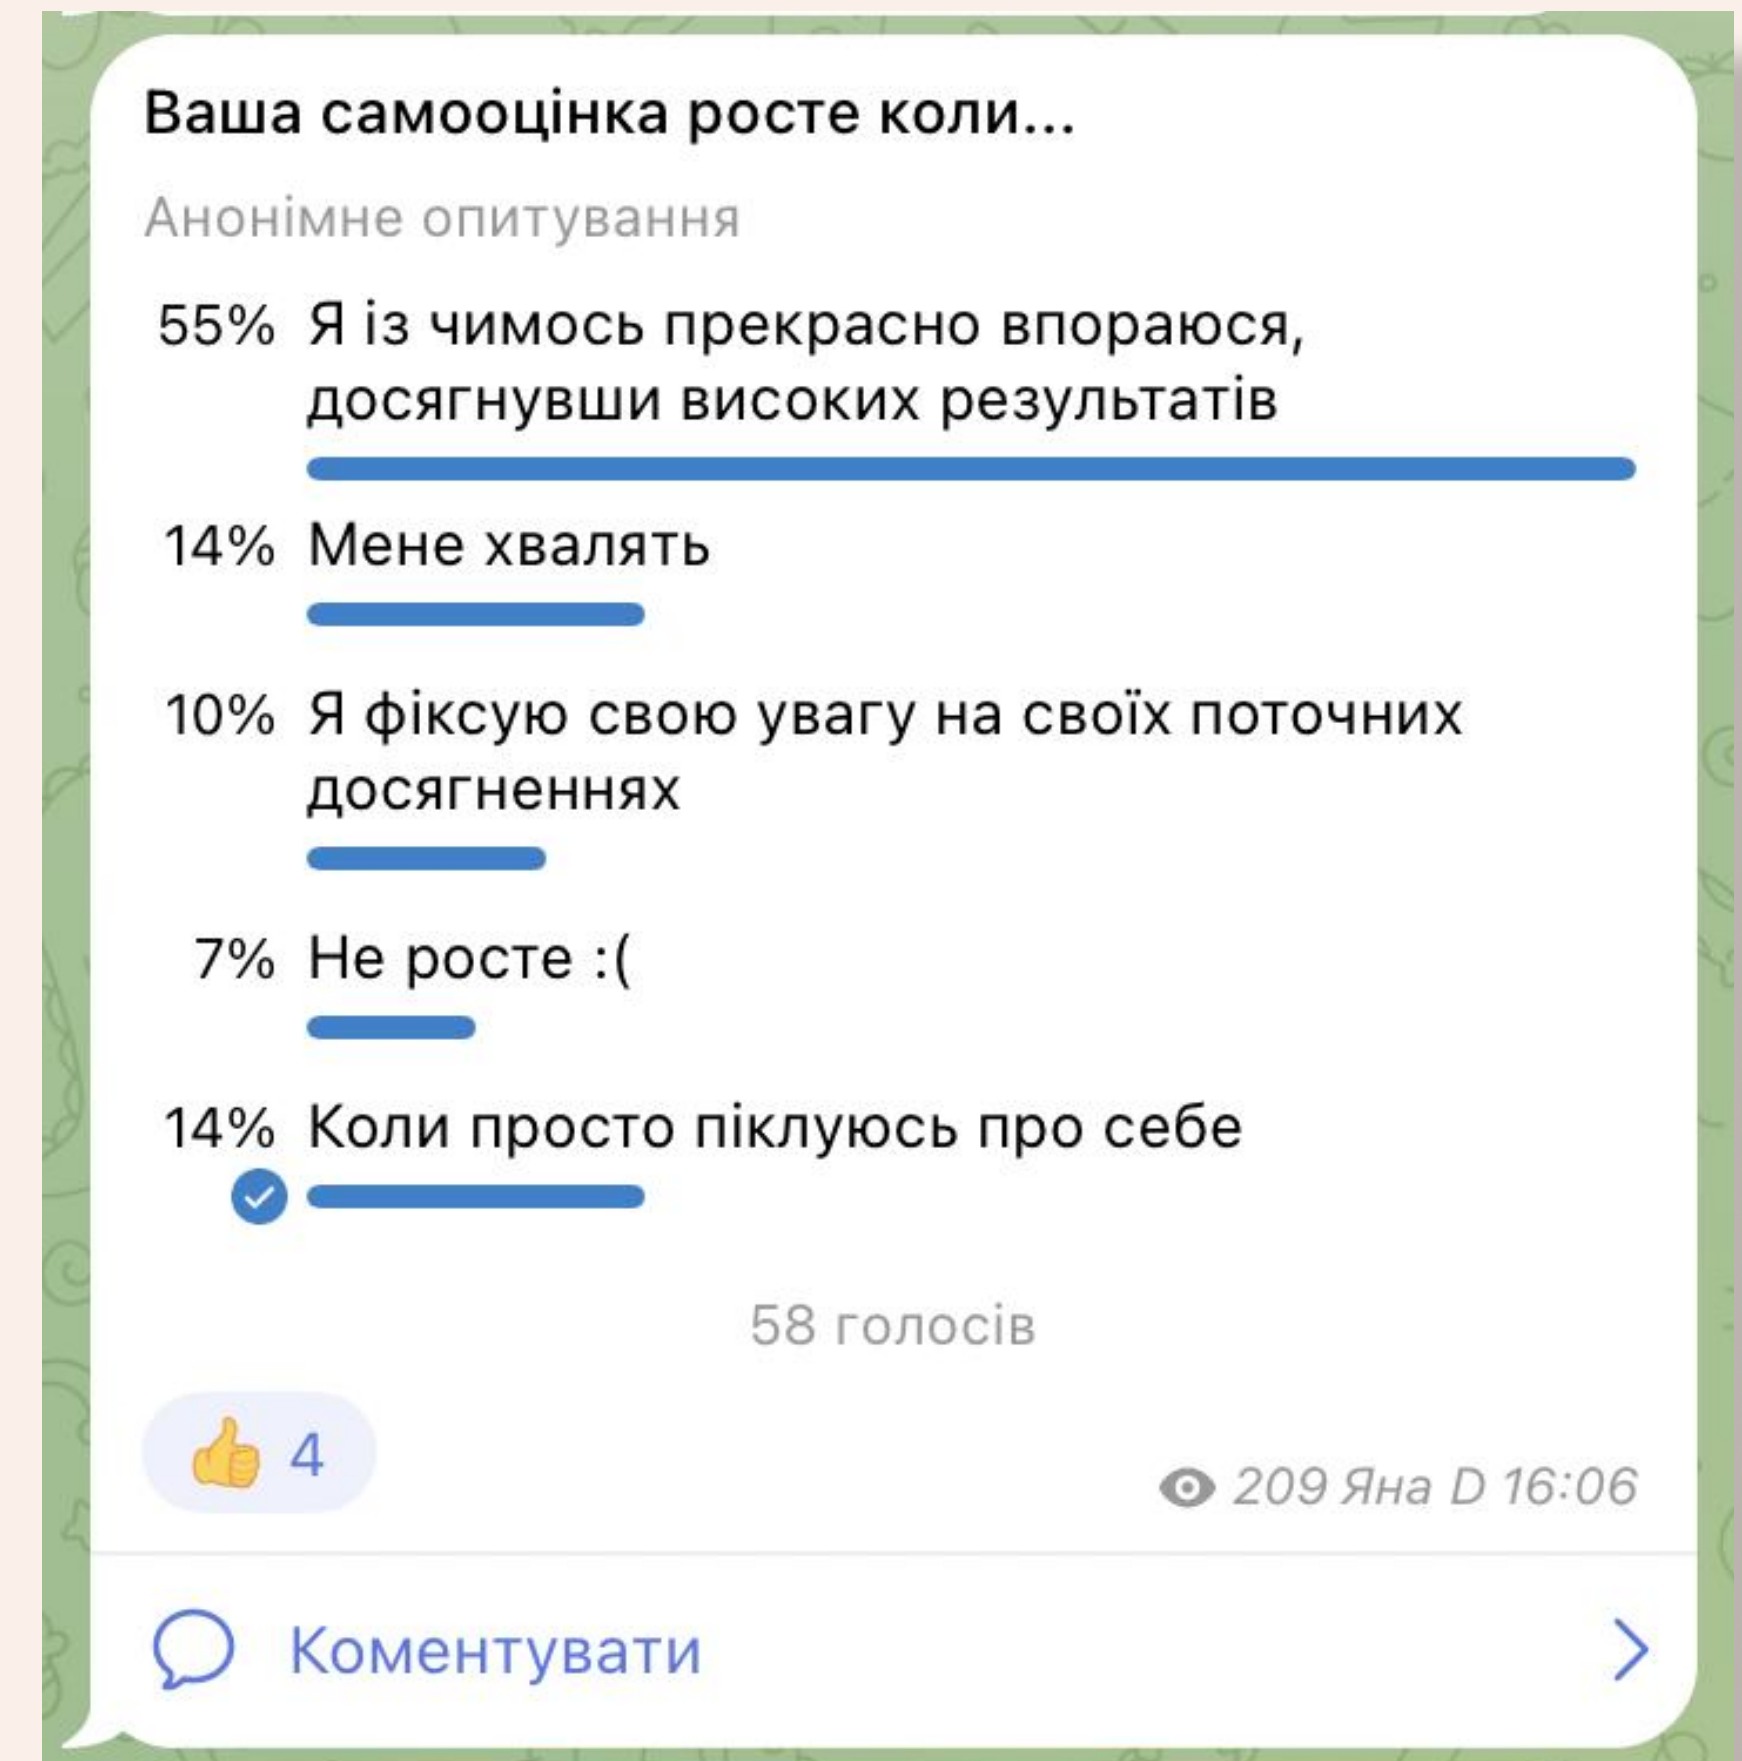 Ваша самооцінка росте коли...
Анонімне опитування
55% Я із чимось прекрасно впораюся,
досягнувши високих результатів
14% Мене хвалять
10% Я фіксую свою увагу на своїх поточних
досягненнях
7% Не росте :(
14% Коли просто піклуюсь про себе
58 голосів
👍 4
209 Яна D 16:06
Коментувати